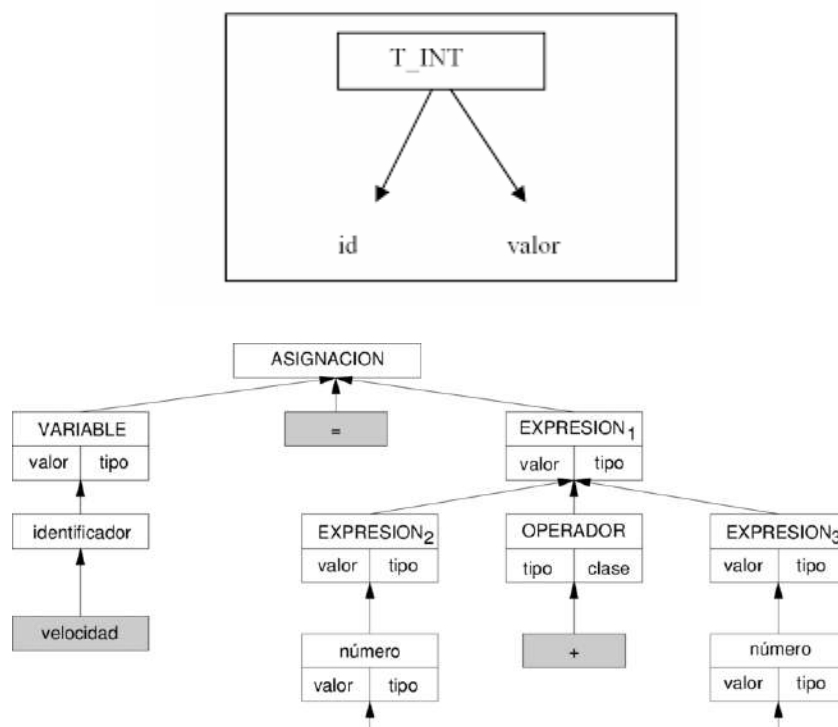 T_INT
id valor
ASIGNACION
VARIABLE = EXPRESION1
valor tipo valor tipo
identificador EXPRESION2 OPERADOR EXPRESION3
valor tipo tipo clase valor tipo
velocidad número + número
valor tipo valor tipo